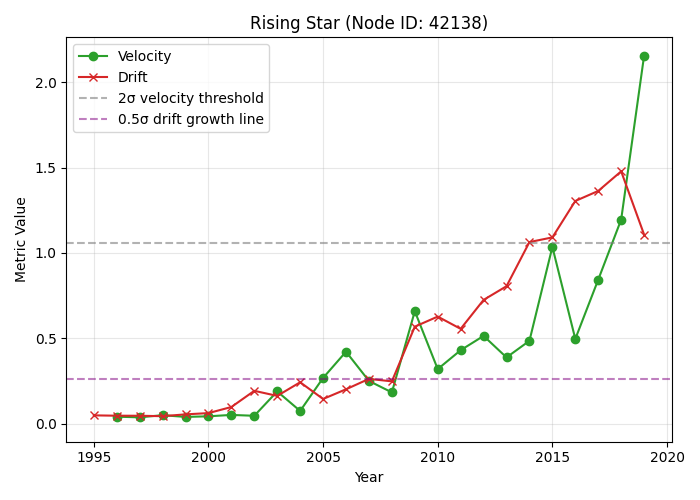 Rising Star (Node ID: 42138)
Velocity
Drift
2σ velocity threshold
0.5σ drift growth line
Metric Value
2.0
1.5
1.0
0.5
0.0
1995
2000
2005
2010
2015
2020
Year